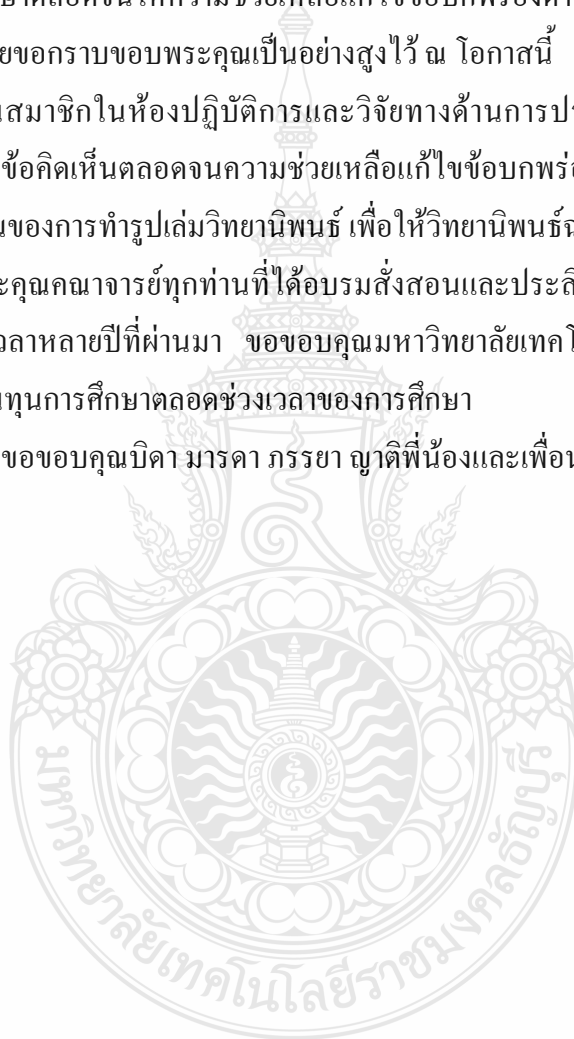 ยขอกราบขอบพระคุณเป็นอย่างสูงไว้ ณ โอกาสนี้
สมาชิกในห้องปฏิบัติการและวิจัยทางด้านการ
ข้อคิดเห็นตลอดจนความช่วยเหลือแก้ไขข้อบกพร่อ
นของการทำรูปเล่มวิทยานิพนธ์ เพื่อให้วิทยานิพนธ์ฉ
ะคุณคณาจารย์ทุกท่านที่ได้อบรมสั่งสอนและประสิ
วลาหลายปีที่ผ่านมา ขอขอบคุณมหาวิทยาลัยเทคโ
ทุนการศึกษาตลอดช่วงเวลาของการศึกษา
ขอขอบคุณบิดา มารดา ภรรยา ญาติพี่น้องและเพื่อน
มหาวิทยาลัยเทคโนโลยีราชมงคลธัญบุรี